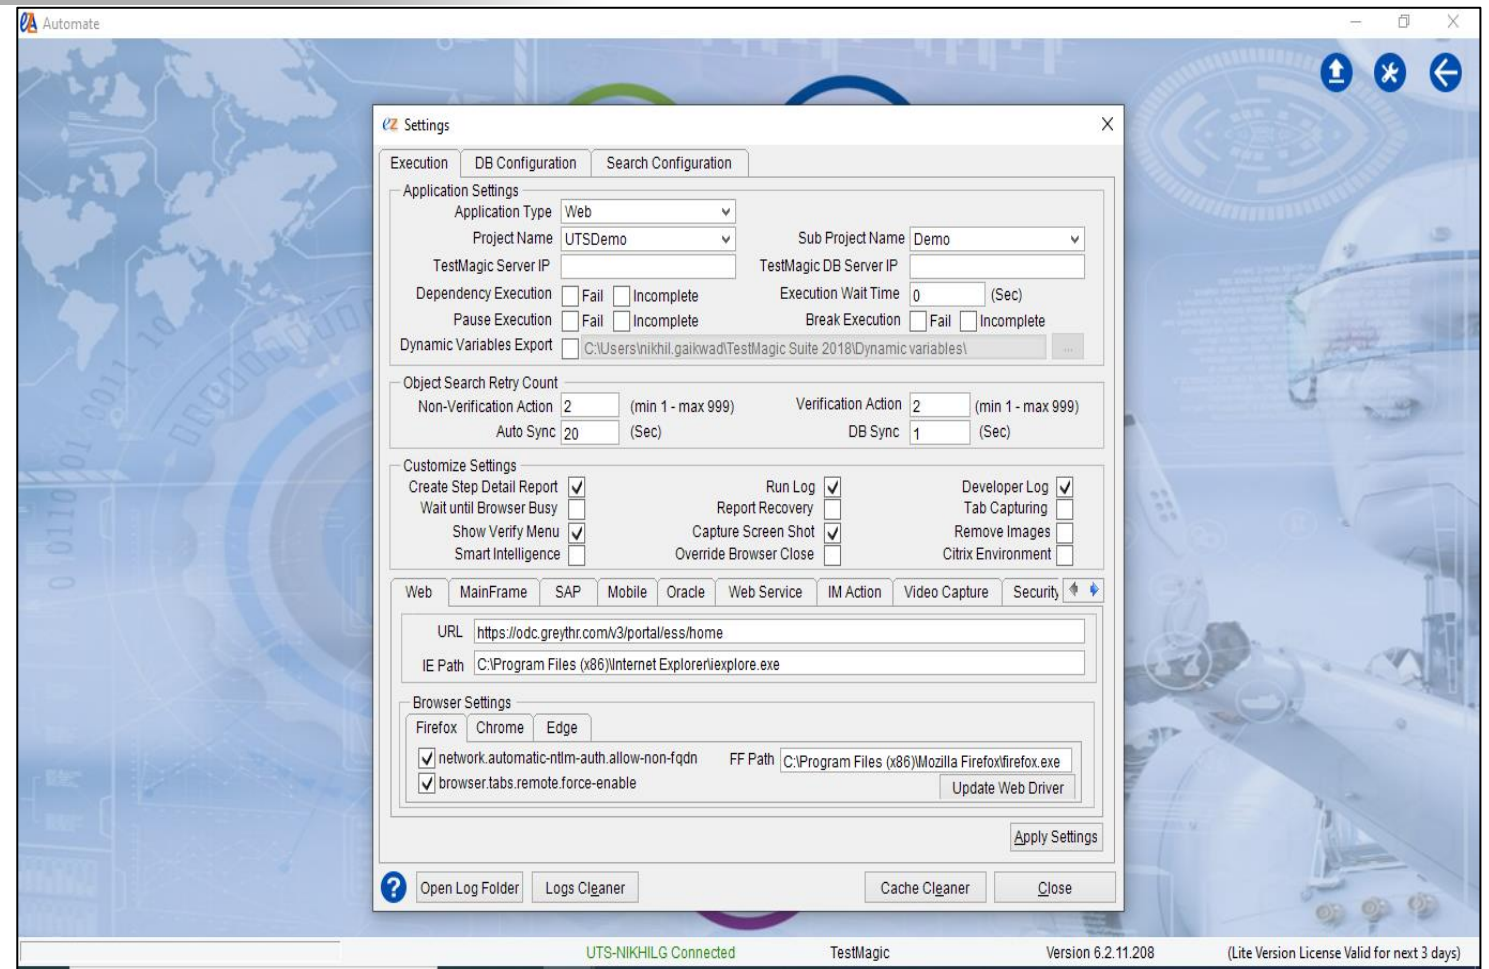 eA Automate
eZ Settings
Execution DB Configuration Search Configuration
Application Settings
Application Type Web
Project Name UTSDemo Sub Project Name Demo
TestMagic Server IP TestMagic DB Server IP
Dependency Execution Fail Incomplete Execution Wait Time 0 (Sec)
Pause Execution Fail Incomplete Break Execution Fail Incomplete
Dynamic Variables Export C:\Users\nikhil.gaikwad\TestMagic Suite 2018\Dynamic variables\ ...
Object Search Retry Count
Non-Verification Action 2 (min 1 - max 999) Verification Action 2 (min 1 - max 999)
Auto Sync 20 (Sec) DB Sync 1 (Sec)
Customize Settings
Create Step Detail Report Run Log Developer Log
Wait until Browser Busy Report Recovery Tab Capturing
Show Verify Menu Capture Screen Shot Remove Images
Smart Intelligence Override Browser Close Citrix Environment
Web MainFrame SAP Mobile Oracle Web Service IM Action Video Capture Security
URL https://odc.greythr.com/v3/portal/ess/home
IE Path C:\Program Files (x86)\Internet Explorer\iexplore.exe
Browser Settings
Firefox Chrome Edge
network.automatic-ntlm-auth.allow-non-fqdn FF Path C:\Program Files (x86)\Mozilla Firefox\firefox.exe
browser.tabs.remote.force-enable Update Web Driver
Apply Settings
? Open Log Folder Logs Cleaner Cache Cleaner Close
UTS-NIKHILG Connected TestMagic Version 6.2.11.208 (Lite Version License Valid for next 3 days)